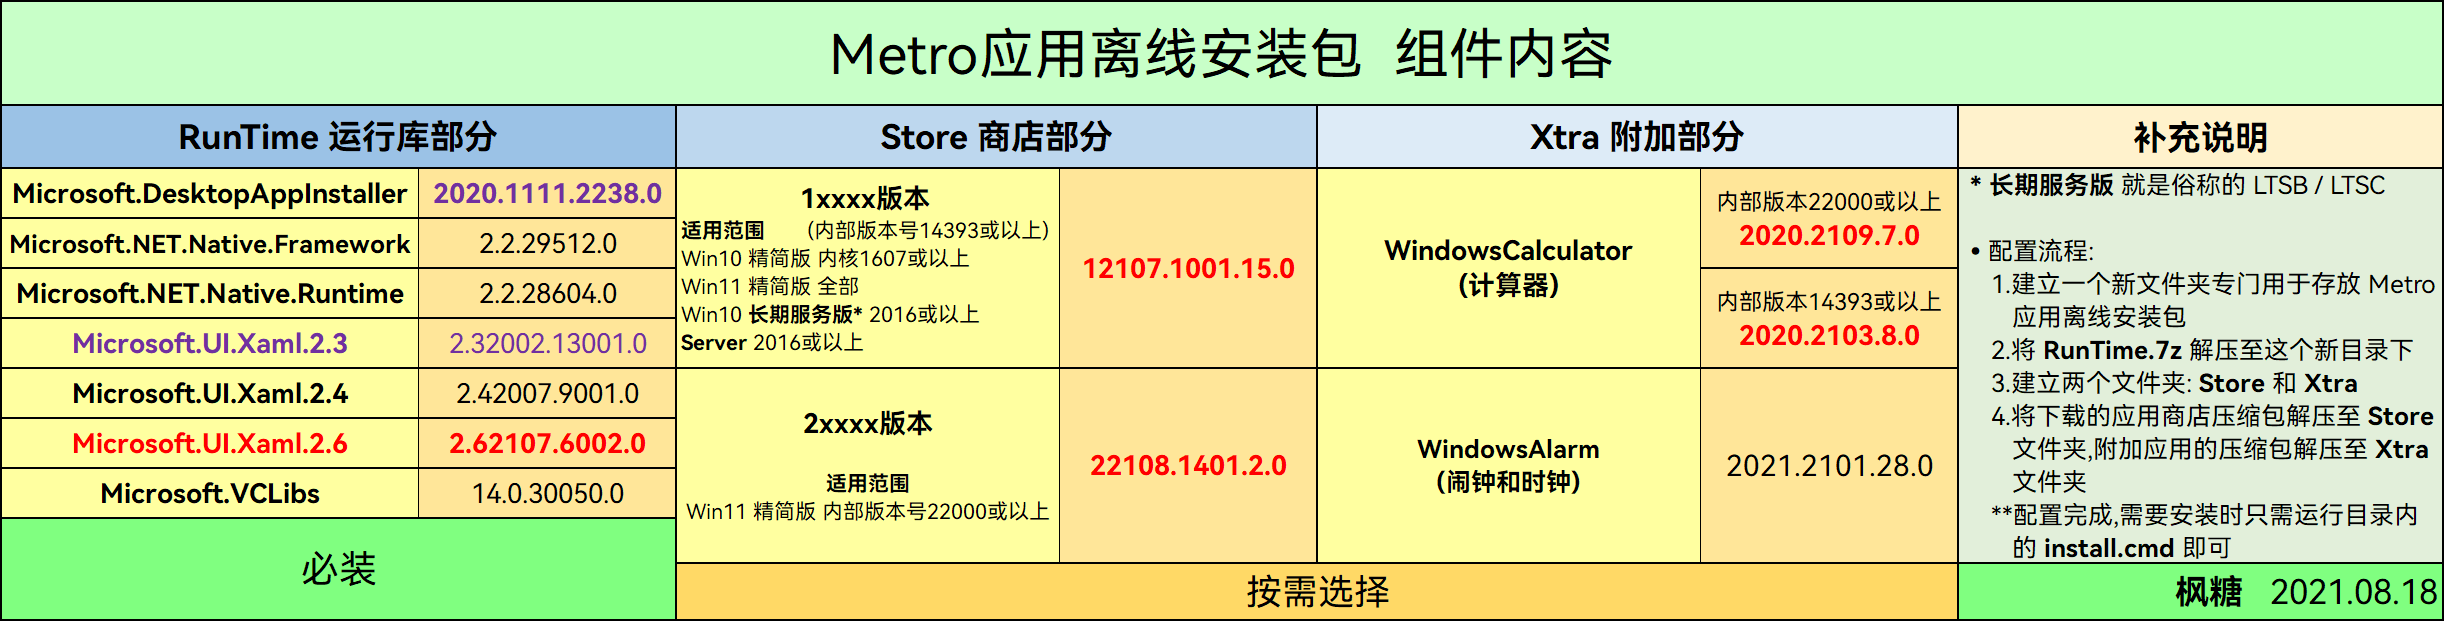 Metro应用离线安装包 组件内容
RunTime 运行库部分
Microsoft.DesktopAppInstaller 2020.1111.2238.0
Microsoft.NET.Native.Framework 2.2.29512.0
Microsoft.NET.Native.Runtime 2.2.28604.0
Microsoft.UI.Xaml.2.3 2.32002.13001.0
Microsoft.UI.Xaml.2.4 2.42007.9001.0
Microsoft.UI.Xaml.2.6 2.62107.6002.0
Microsoft.VCLibs 14.0.30050.0
必装
Store 商店部分
1xxxx版本
适用范围 (内部版本号14393或以上)
Win10 精简版 内核1607或以上
Win11 精简版 全部
Win10 长期服务版* 2016或以上
Server 2016或以上
12107.1001.15.0
2xxxx版本
适用范围
Win11 精简版 内部版本号22000或以上
22108.1401.2.0
Xtra 附加部分
WindowsCalculator
(计算器)
内部版本22000或以上
2020.2109.7.0
内部版本14393或以上
2020.2103.8.0
WindowsAlarm
(闹钟和时钟)
2021.2101.28.0
按需选择
补充说明
* 长期服务版 就是俗称的 LTSB / LTSC
• 配置流程:
1.建立一个新文件夹专门用于存放 Metro
应用离线安装包
2.将 RunTime.7z 解压至这个新目录下
3.建立两个文件夹: Store 和 Xtra
4.将下载的应用商店压缩包解压至 Store
文件夹,附加应用的压缩包解压至 Xtra
文件夹
**配置完成,需要安装时只需运行目录内
的 install.cmd 即可
枫糖 2021.08.18